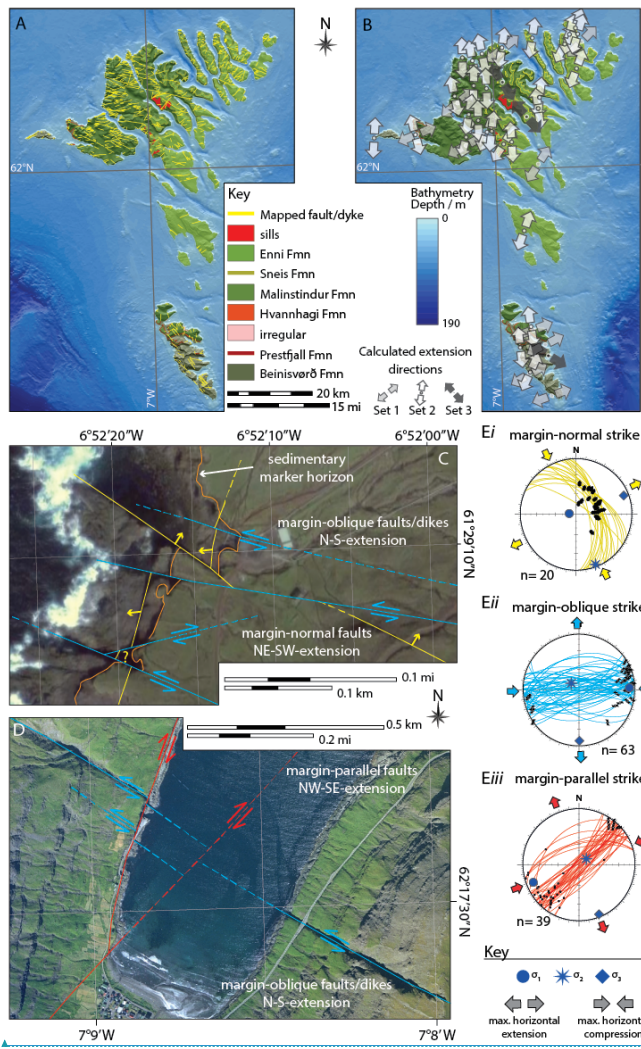 A
N
B
62°N
62°N
7°W
7°W
Key
Mapped fault/dyke
sills
Enni Fmn
Sneis Fmn
Malinstindur Fmn
Hvannhagi Fmn
irregular
Prestfjall Fmn
Beinisvørð Fmn
20 km
15 mi
Bathymetry
Depth / m
0
190
Calculated extension
directions
Set 1
Set 2
Set 3
6°52'20"W
6°52'10"W
6°52'00"W
C
sedimentary
marker horizon
margin-oblique faults/dikes
N-S-extension
61°29'10"N
margin-normal faults
NE-SW-extension
?
0.1 mi
0.1 km
N
D
0.5 km
0.2 mi
margin-parallel faults
NW-SE-extension
62°17'30"N
margin-oblique faults/dikes
N-S-extension
7°9'W
7°8'W
Ei margin-normal strike
N
n= 20
Eii margin-oblique strike
n= 63
Eiii margin-parallel strike
N
n= 39
Key
σ1 σ2 σ3
max. horizontal
extension
max. horizont
compression